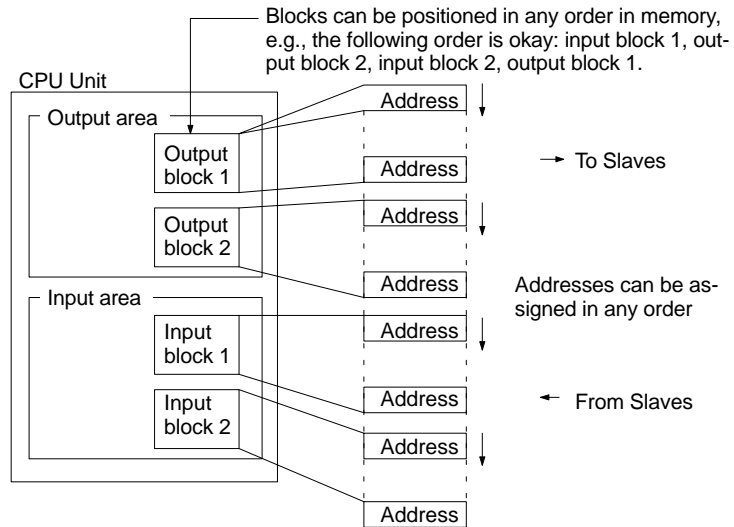 Blocks can be positioned in any order in memory,
e.g., the following order is okay: input block 1, out-
put block 2, input block 2, output block 1.
CPU Unit
Output area
Output
block 1
Output
block 2
Input area
Input
block 1
Input
block 2
Address
Address
Address
Address
Address
Address
Address
Address
To Slaves
Addresses can be as-
signed in any order
From Slaves